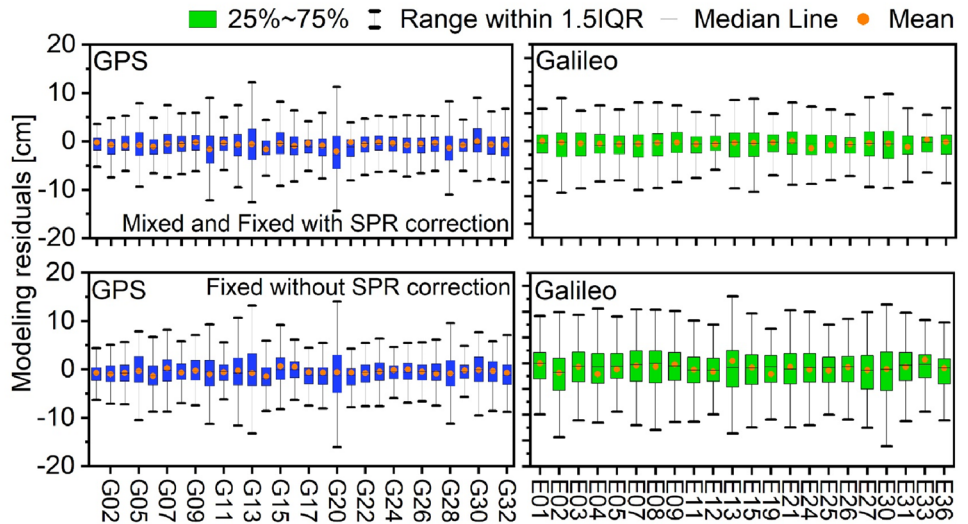 25%~75% Range within 1.5IQR Median Line Mean
Modeling residuals [cm]
20
10
0
-10
-20
GPS
Mixed and Fixed with SPR correction
Galileo
20
10
0
-10
-20
GPS
Fixed without SPR correction
Galileo
G02 G05 G07 G09 G11 G13 G15 G18 G20 G22 G24 G26 G28 G30 G32
E01 E02 E03 E04 E05 E07 E08 E09 E11 E12 E13 E15 E19 E21 E24 E25 E26 E27 E30 E31 E33 E36